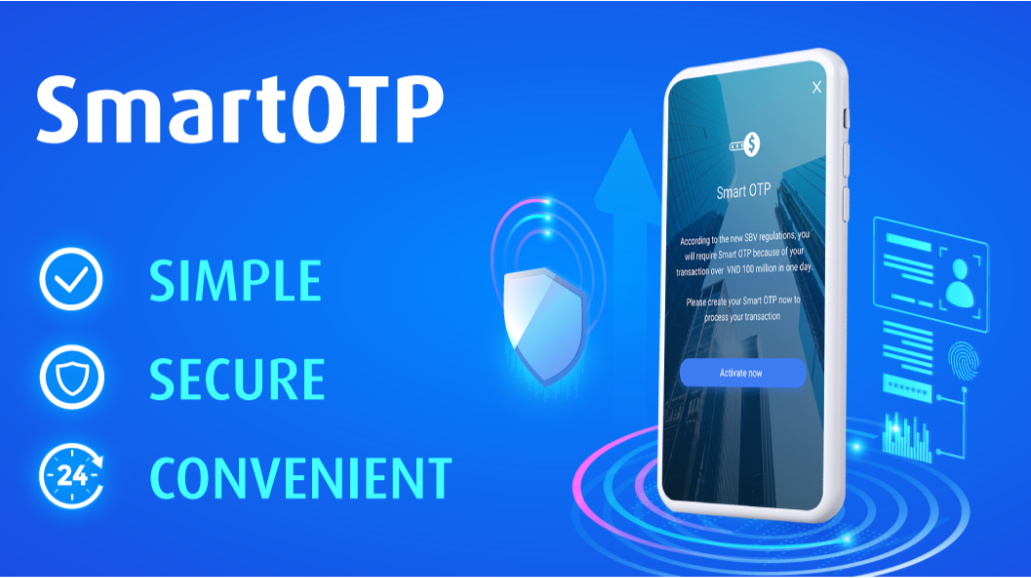 SmartOTP
SIMPLE
SECURE
24
CONVENIENT
X
$
Smart OTP
According to the new SBV regulations, you
will require Smart OTP because of your
transaction over VND 100 million in one day.
Please create your Smart OTP now to
process your transaction
Activate now